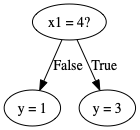 x1 = 4?
False True
y = 1 y = 3